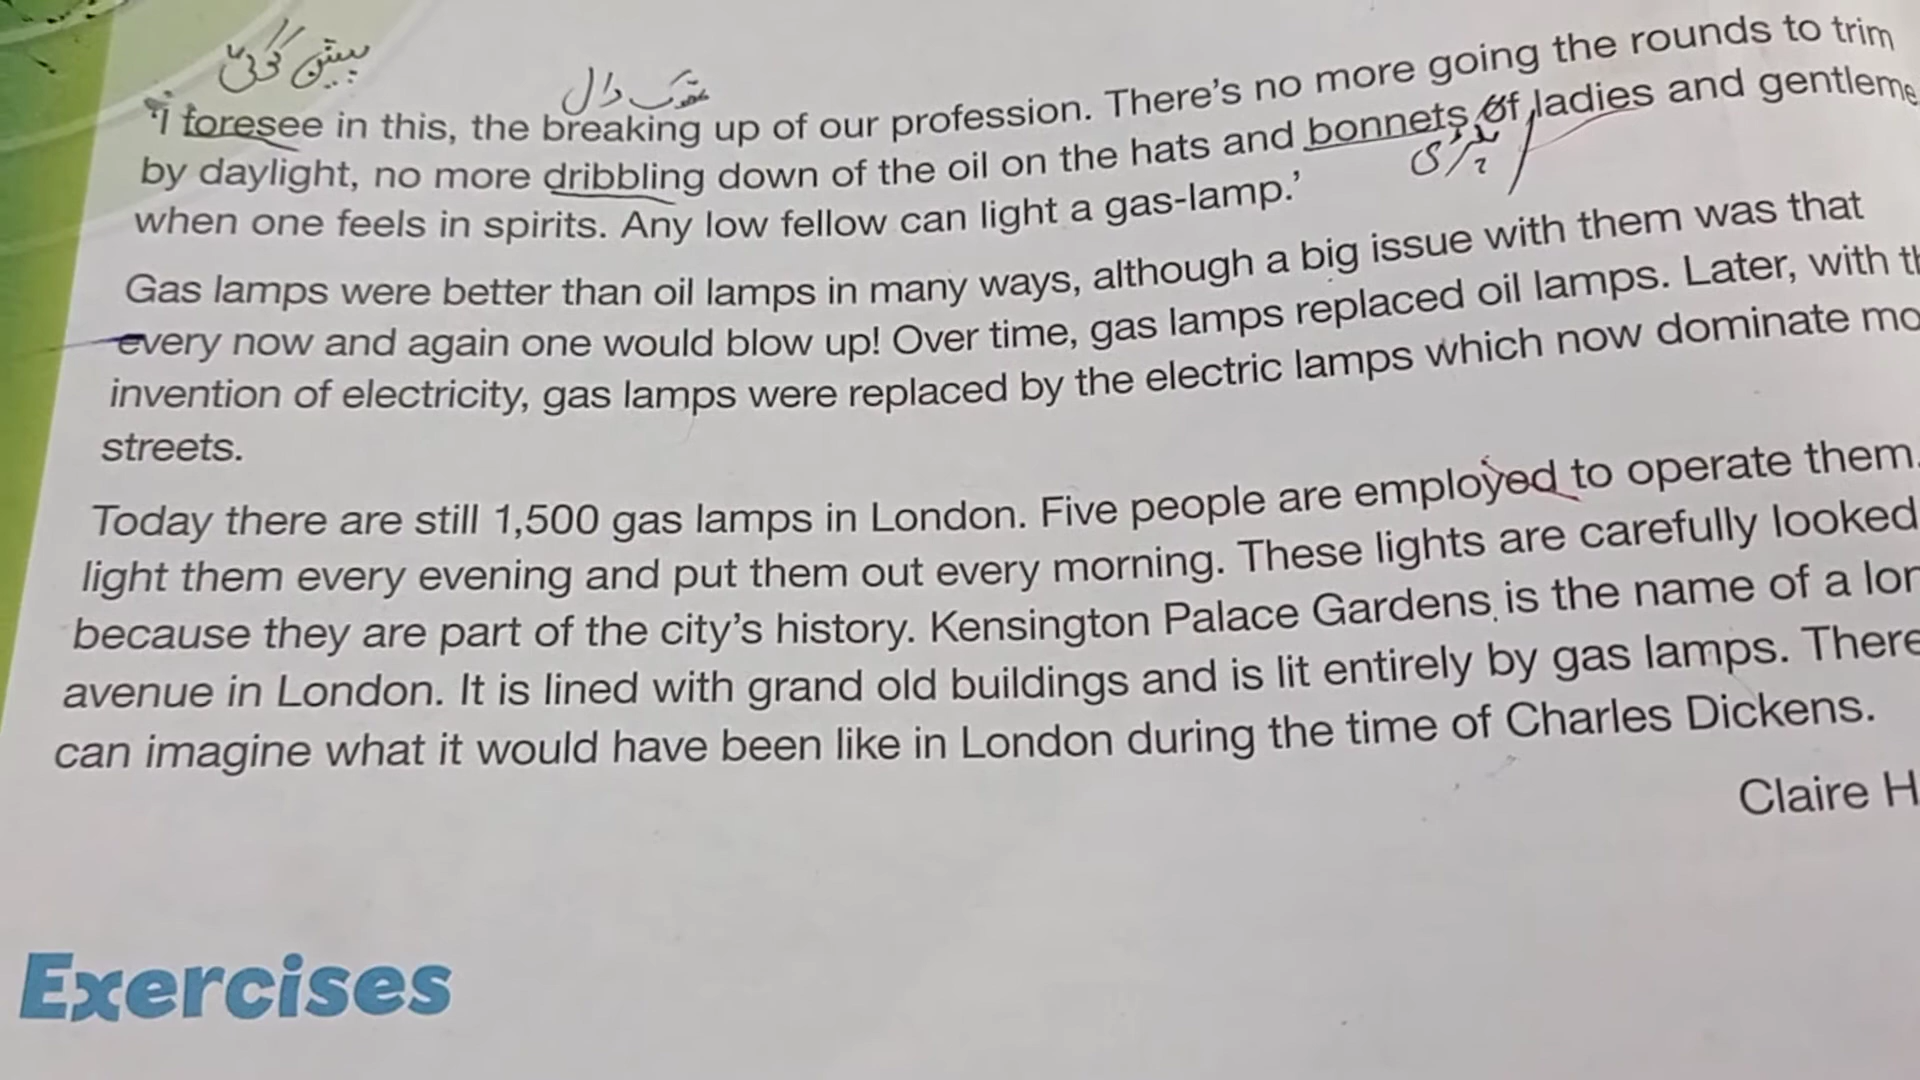 پیشن گوئی
'I foresee in this, the breaking up of our profession. There's no more going the rounds to trim
by daylight, no more dribbling down of the oil on the hats and bonnets of ladies and gentleme
when one feels in spirits. Any low fellow can light a gas-lamp.'
Gas lamps were better than oil lamps in many ways, although a big issue with them was that
every now and again one would blow up! Over time, gas lamps replaced oil lamps. Later, with th
invention of electricity, gas lamps were replaced by the electric lamps which now dominate mo
streets.
Today there are still 1,500 gas lamps in London. Five people are employed to operate them.
light them every evening and put them out every morning. These lights are carefully looked
because they are part of the city's history. Kensington Palace Gardens is the name of a lon
avenue in London. It is lined with grand old buildings and is lit entirely by gas lamps. There
can imagine what it would have been like in London during the time of Charles Dickens.
Claire H
Exercises